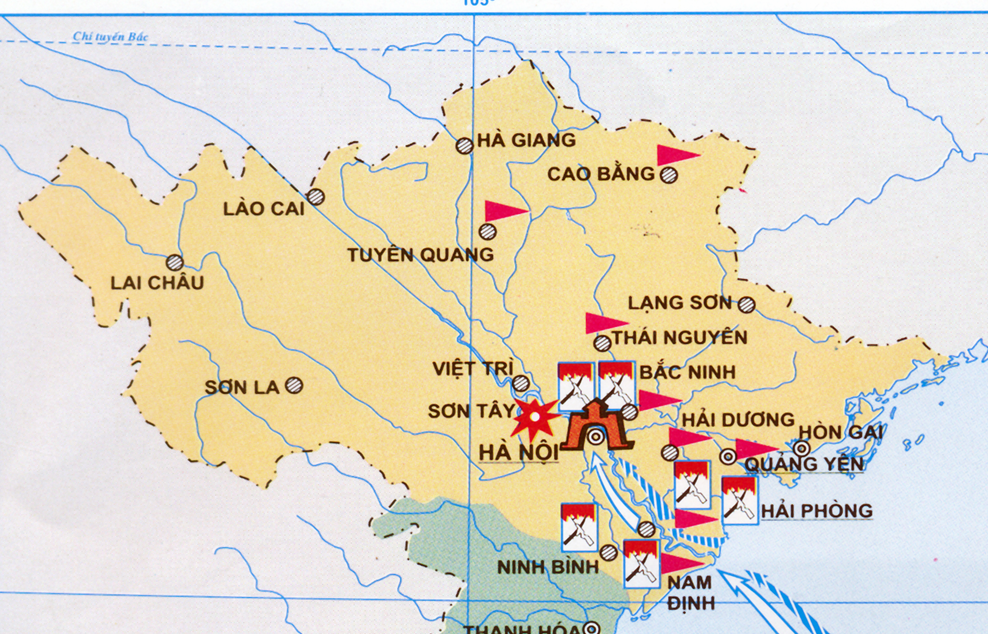 105°
Chí tuyến Bắc
HÀ GIANG
CAO BẰNG
LÀO CAI
TUYÊN QUANG
LAI CHÂU
LẠNG SƠN
THÁI NGUYÊN
VIỆT TRÌ
BẮC NINH
SƠN LA
SƠN TÂY
HẢI DƯƠNG
HÒN GAI
HÀ NỘI
QUẢNG YÊN
HẢI PHÒNG
NINH BÌNH
NAM
ĐỊNH
THANH HÓA